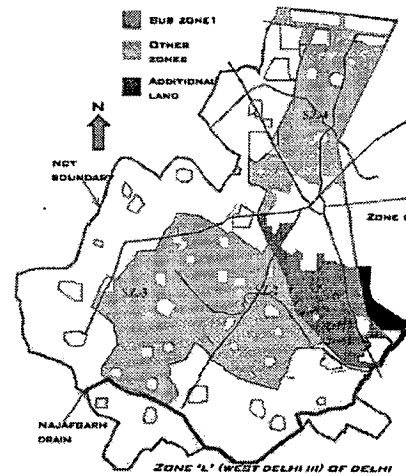 SUB ZONE1
OTHER
ZONES
ADDITIONAL
LAND
N
NCT
BOUNDARY
SZ-4
ZONE
SZ-3
SZ-2
NAJAFGARH
DRAIN
ZONE 'L' (WEST DELHI III) OF DELHI